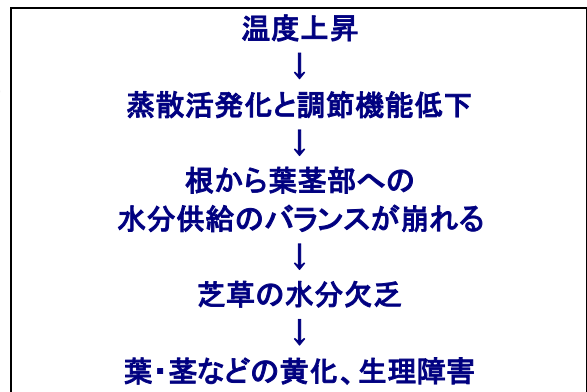 温度上昇
↓
蒸散活発化と調節機能低下
↓
根から葉茎部への
水分供給のバランスが崩れる
↓
芝草の水分欠乏
↓
葉・茎などの黄化、生理障害